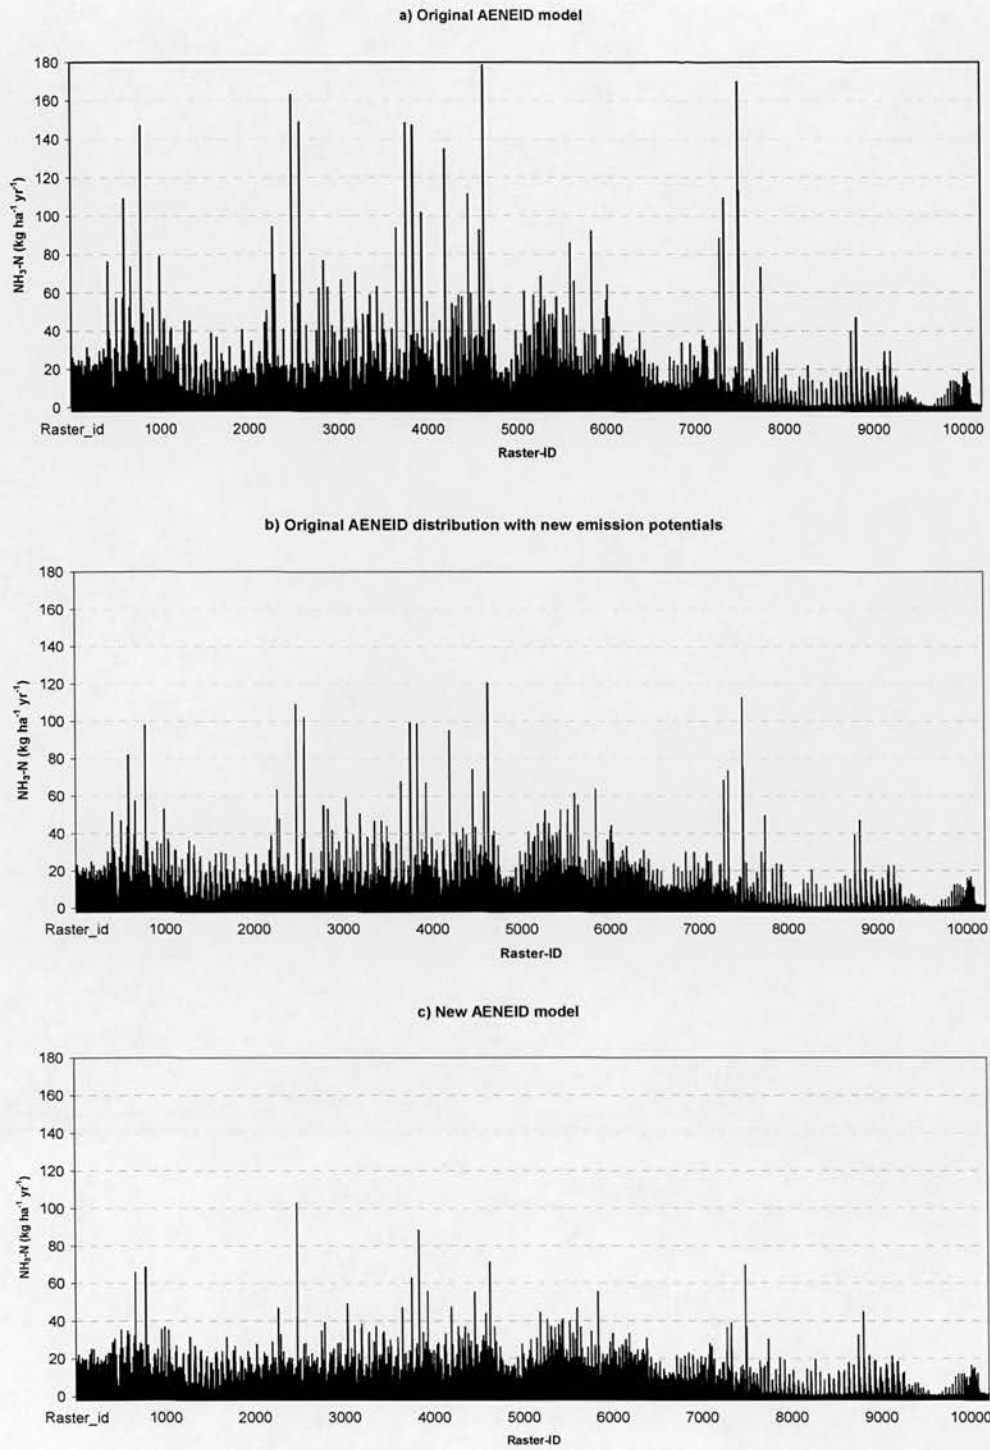 a) Original AENEID model
180
160
140
120
100
80
60
40
20
0
NH₃-N (kg ha⁻¹ yr⁻¹)
Raster_id 1000 2000 3000 4000 5000 6000 7000 8000 9000 10000
Raster-ID
b) Original AENEID distribution with new emission potentials
180
160
140
120
100
80
60
40
20
0
NH₃-N (kg ha⁻¹ yr⁻¹)
Raster_id 1000 2000 3000 4000 5000 6000 7000 8000 9000 10000
Raster-ID
c) New AENEID model
180
160
140
120
100
80
60
40
20
0
NH₃-N (kg ha⁻¹ yr⁻¹)
Raster_id 1000 2000 3000 4000 5000 6000 7000 8000 9000 10000
Raster-ID